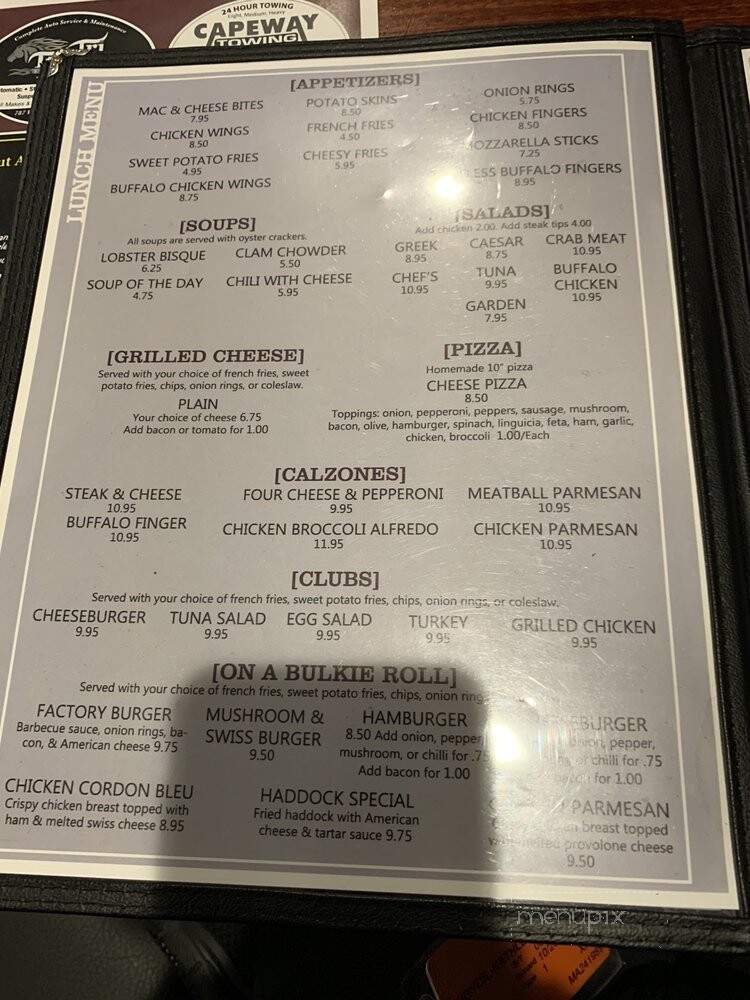 24 HOUR TOWING
Light, Medium, Heavy
CAPEWAY
TOWING
Complete Auto Service & Maintenance
LUNCH MENU
[APPETIZERS]
MAC & CHEESE BITES
7.95
POTATO SKINS
8.50
ONION RINGS
5.75
CHICKEN WINGS
8.50
FRENCH FRIES
4.50
CHICKEN FINGERS
8.50
SWEET POTATO FRIES
4.95
CHEESY FRIES
5.95
MOZZARELLA STICKS
7.25
BUFFALO CHICKEN WINGS
8.75
BUFFALO FINGERS
8.95
[SOUPS]
All soups are served with oyster crackers.
LOBSTER BISQUE
6.25
CLAM CHOWDER
5.50
SOUP OF THE DAY
4.75
CHILI WITH CHEESE
5.95
[SALADS]
Add chicken 2.00. Add steak tips 4.00
GREEK
8.95
CAESAR
8.75
CRAB MEAT
10.95
CHEF'S
10.95
TUNA
9.95
BUFFALO
CHICKEN
10.95
GARDEN
7.95
[GRILLED CHEESE]
Served with your choice of french fries, sweet
potato fries, chips, onion rings, or coleslaw.
PLAIN
Your choice of cheese 6.75
Add bacon or tomato for 1.00
[PIZZA]
Homemade 10" pizza
CHEESE PIZZA
8.50
Toppings: onion, pepperoni, peppers, sausage, mushroom,
bacon, olive, hamburger, spinach, linguicia, feta, ham, garlic,
chicken, broccoli 1.00/Each
[CALZONES]
STEAK & CHEESE
10.95
FOUR CHEESE & PEPPERONI
9.95
MEATBALL PARMESAN
10.95
BUFFALO FINGER
10.95
CHICKEN BROCCOLI ALFREDO
11.95
CHICKEN PARMESAN
10.95
[CLUBS]
Served with your choice of french fries, sweet potato fries, chips, onion rings, or coleslaw.
CHEESEBURGER
9.95
TUNA SALAD
9.95
EGG SALAD
9.95
TURKEY
9.95
GRILLED CHICKEN
9.95
[ON A BULKIE ROLL]
Served with your choice of french fries, sweet potato fries, chips, onion
FACTORY BURGER
Barbecue sauce, onion rings, ba-
con, & American cheese 9.75
MUSHROOM &
SWISS BURGER
9.50
HAMBURGER
8.50 Add onion, pepper,
mushroom, or chilli for .75
Add bacon for 1.00
onion, pepper,
or chilli for .75
bacon for 1.00
CHICKEN CORDON BLEU
Crispy chicken breast topped with
ham & melted swiss cheese 8.95
HADDOCK SPECIAL
Fried haddock with American
cheese & tartar sauce 9.75
PARMESAN
breast topped
melted provolone cheese
9.50
menupix